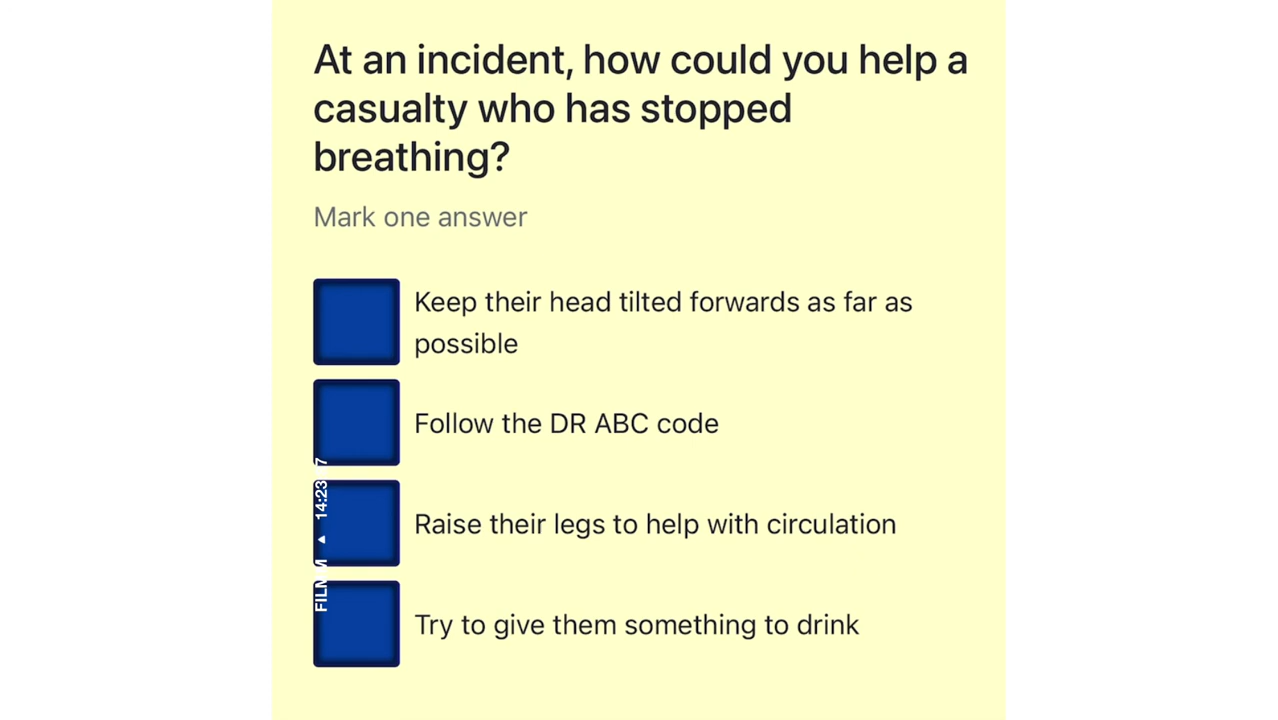 At an incident, how could you help a
casualty who has stopped
breathing?
Mark one answer
Keep their head tilted forwards as far as
possible
Follow the DR ABC code
Raise their legs to help with circulation
Try to give them something to drink